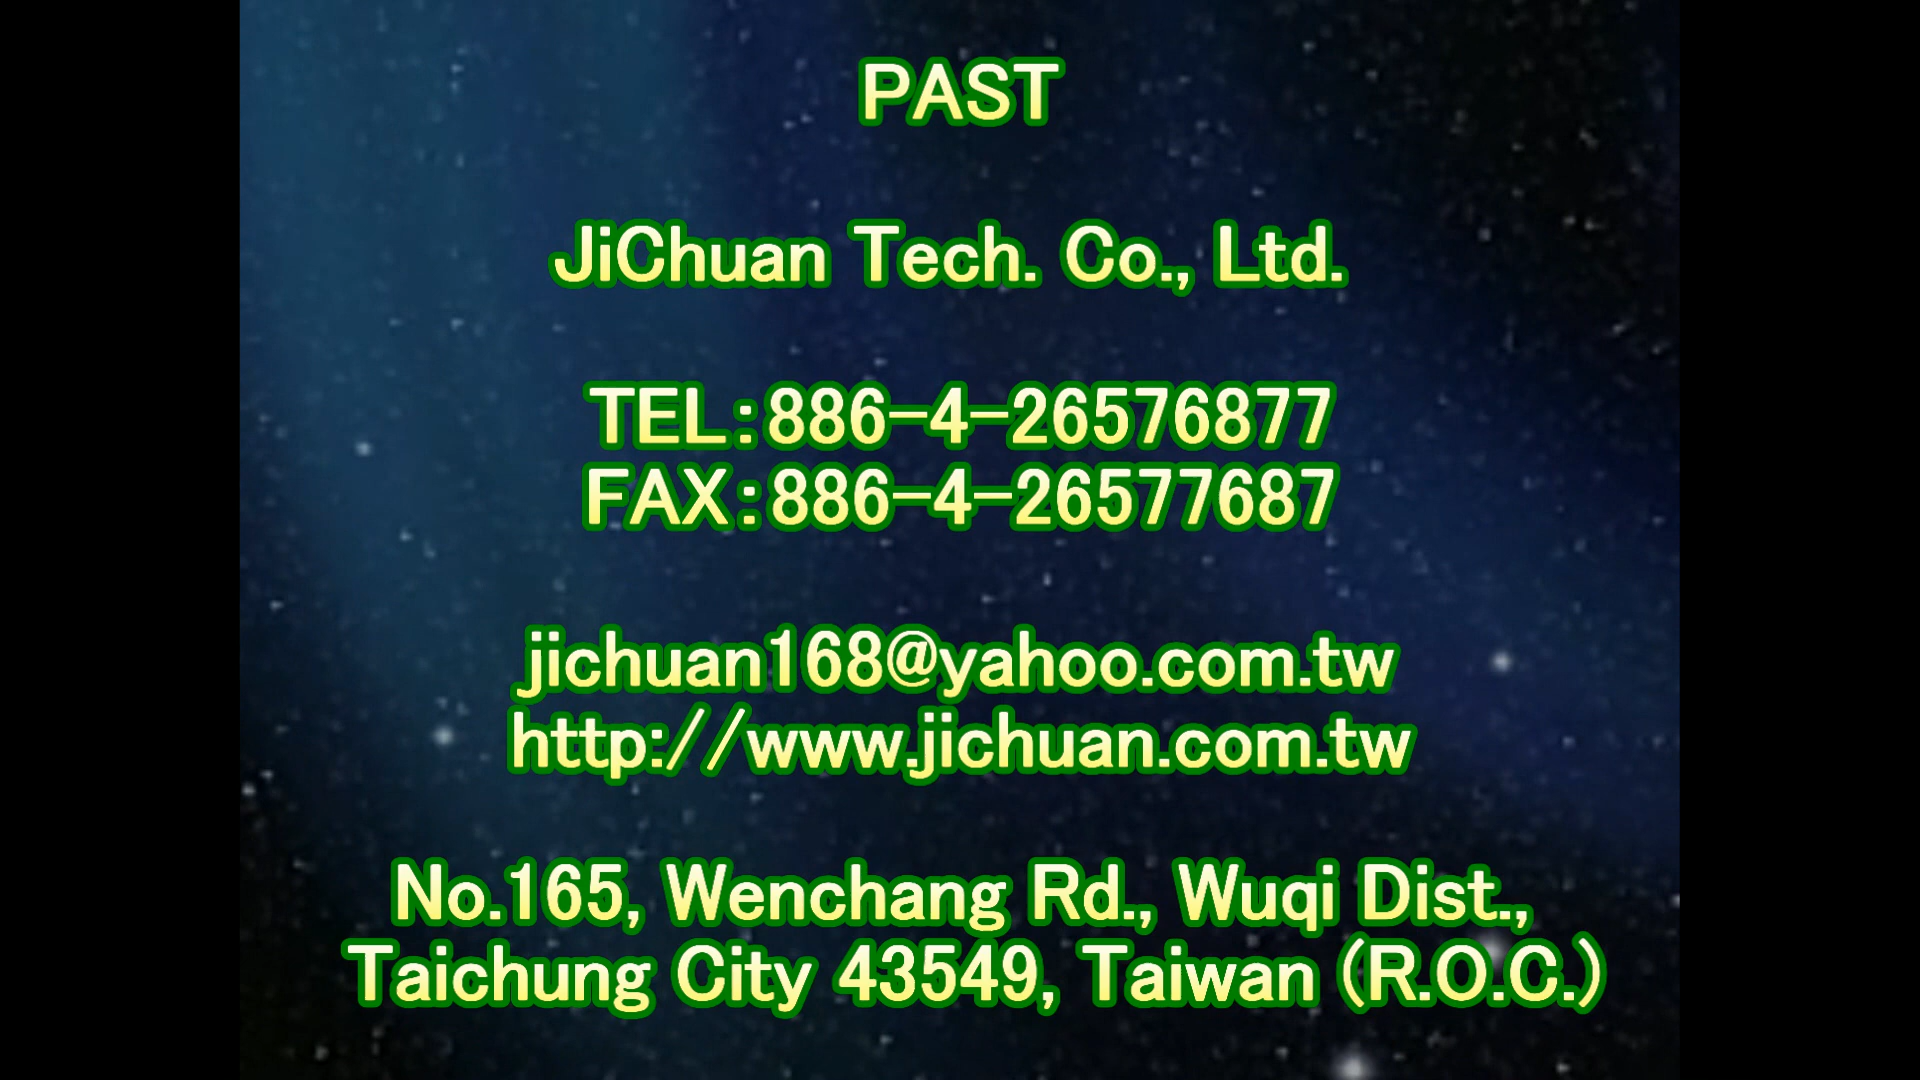 PAST
JiChuan Tech. Co., Ltd.
TEL:886-4-26576877
FAX:886-4-26577687
jichuan168@yahoo.com.tw
http://www.jichuan.com.tw
No.165, Wenchang Rd., Wuqi Dist.,
Taichung City 43549, Taiwan (R.O.C.)